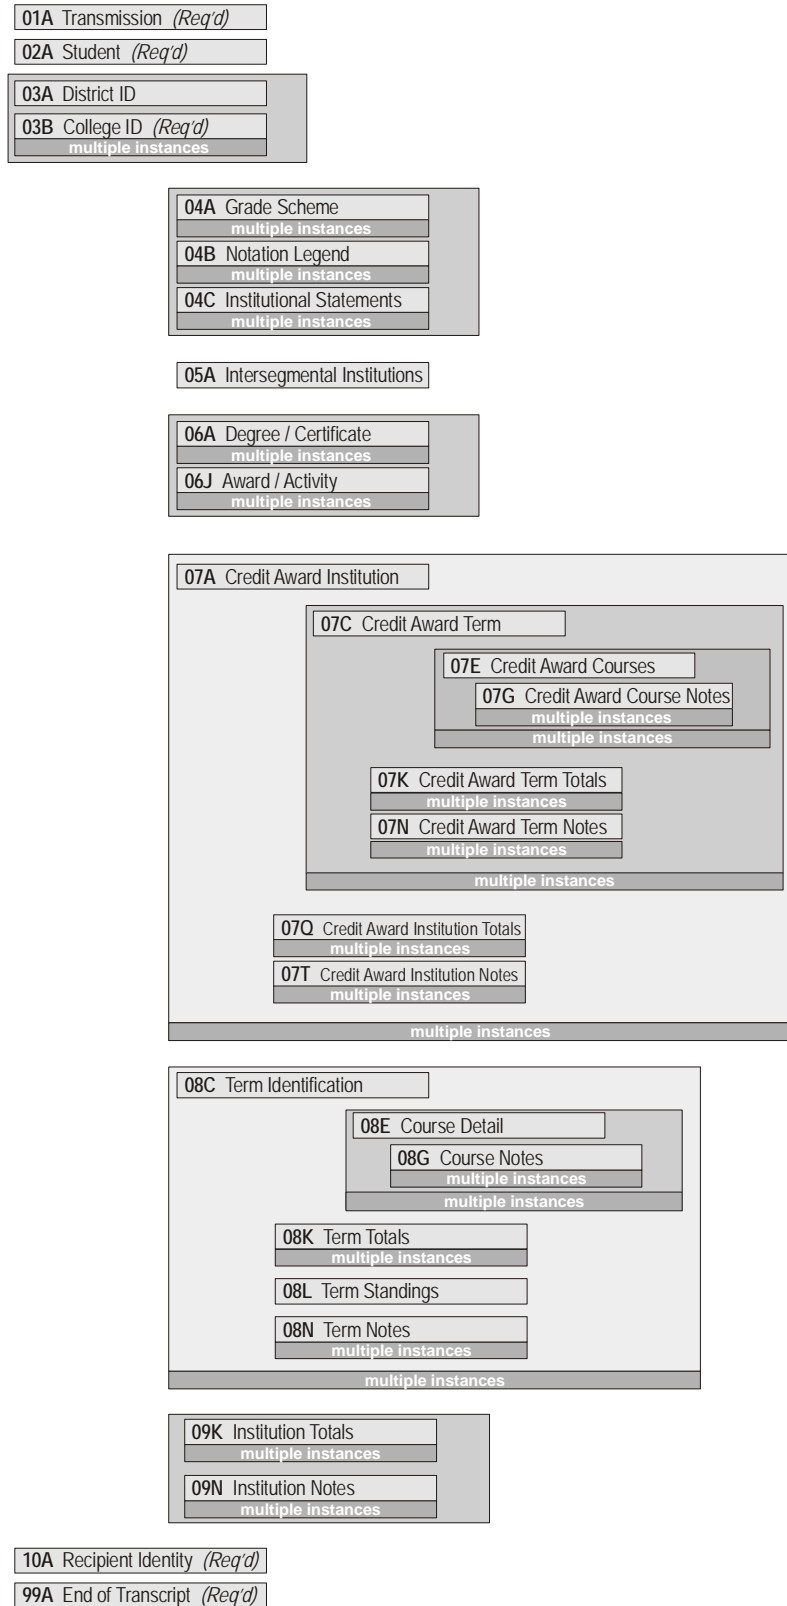 01A Transmission (Req'd)
02A Student (Req'd)
03A District ID
03B College ID (Req'd)
multiple instances
04A Grade Scheme
multiple instances
04B Notation Legend
multiple instances
04C Institutional Statements
multiple instances
05A Intersegmental Institutions
06A Degree / Certificate
multiple instances
06J Award / Activity
multiple instances
07A Credit Award Institution
07C Credit Award Term
07E Credit Award Courses
07G Credit Award Course Notes
multiple instances
multiple instances
07K Credit Award Term Totals
multiple instances
07N Credit Award Term Notes
multiple instances
multiple instances
07Q Credit Award Institution Totals
multiple instances
07T Credit Award Institution Notes
multiple instances
multiple instances
08C Term Identification
08E Course Detail
08G Course Notes
multiple instances
multiple instances
08K Term Totals
multiple instances
08L Term Standings
08N Term Notes
multiple instances
multiple instances
09K Institution Totals
multiple instances
09N Institution Notes
multiple instances
10A Recipient Identity (Req'd)
99A End of Transcript (Req'd)